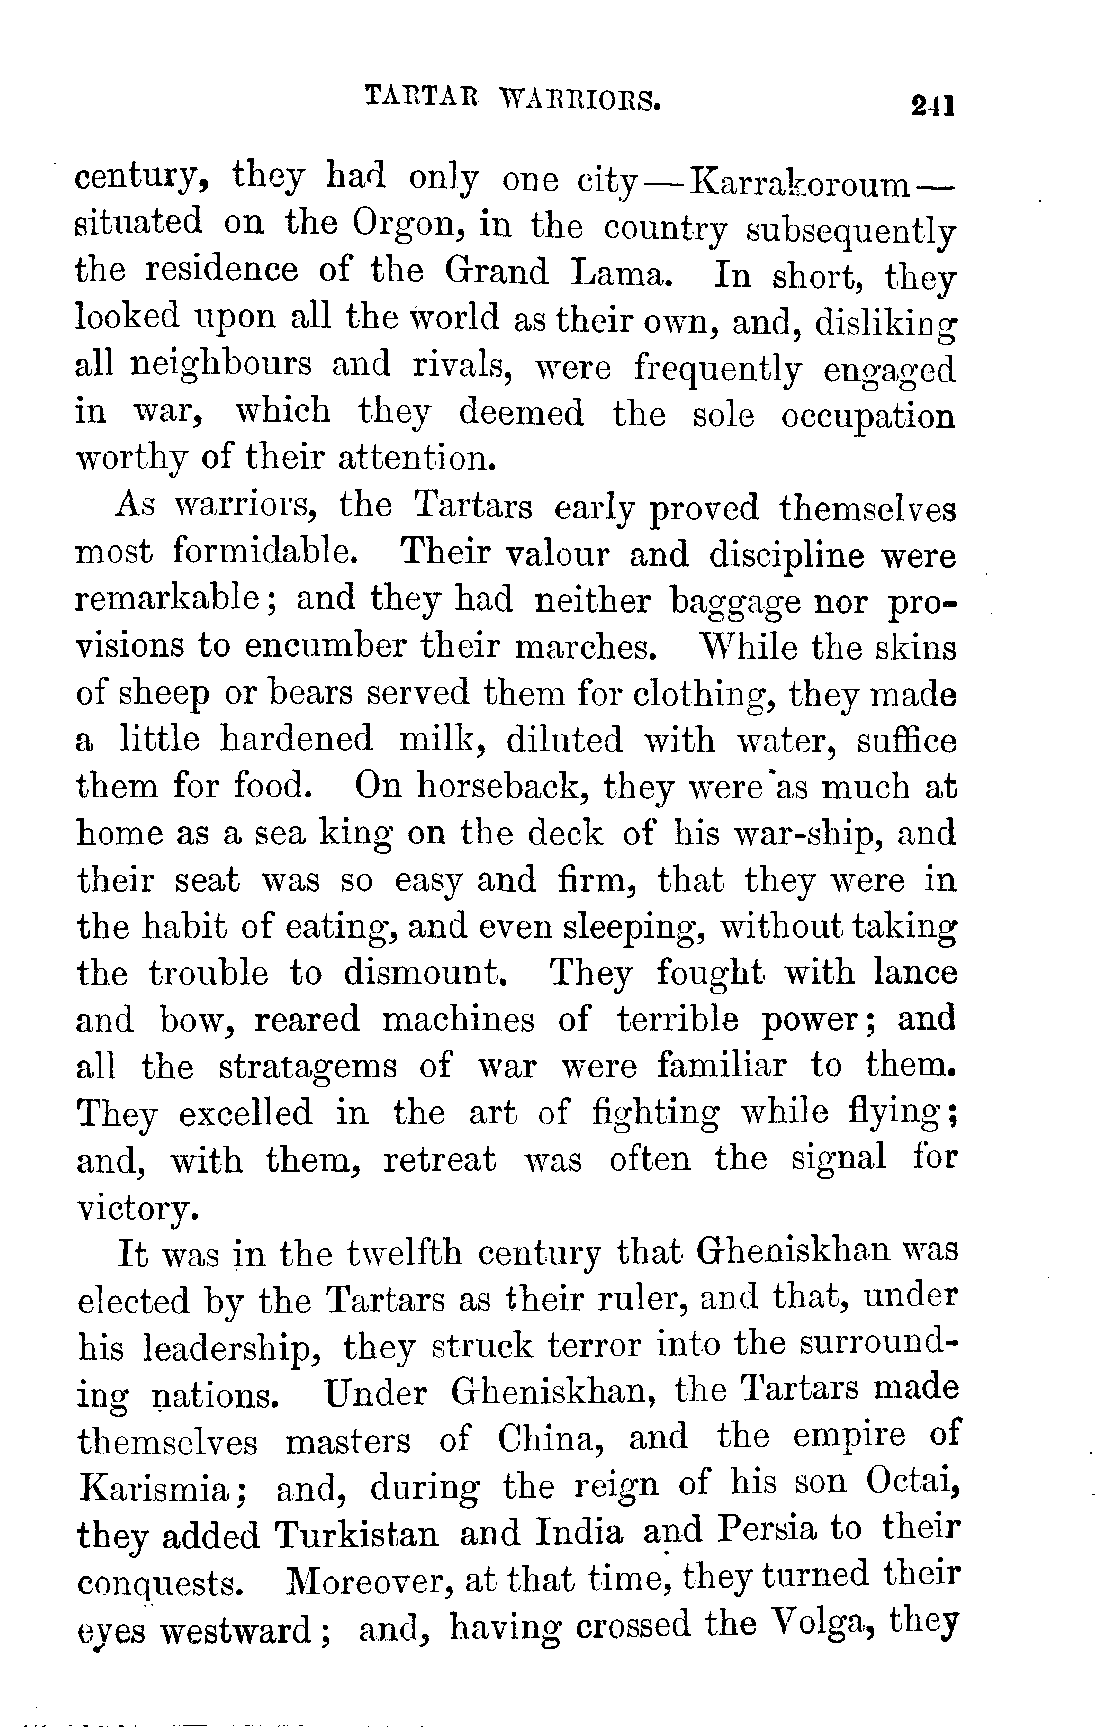 TARTAR WARRIORS. 241
century, they had only one city—Karrakoroum—
situated on the Orgon, in the country subsequently
the residence of the Grand Lama. In short, they
looked upon all the world as their own, and, disliking
all neighbours and rivals, were frequently engaged
in war, which they deemed the sole occupation
worthy of their attention.
As warriors, the Tartars early proved themselves
most formidable. Their valour and discipline were
remarkable; and they had neither baggage nor pro-
visions to encumber their marches. While the skins
of sheep or bears served them for clothing, they made
a little hardened milk, diluted with water, suffice
them for food. On horseback, they were as much at
home as a sea king on the deck of his war-ship, and
their seat was so easy and firm, that they were in
the habit of eating, and even sleeping, without taking
the trouble to dismount. They fought with lance
and bow, reared machines of terrible power; and
all the stratagems of war were familiar to them.
They excelled in the art of fighting while flying;
and, with them, retreat was often the signal for
victory.
It was in the twelfth century that Gheniskhan was
elected by the Tartars as their ruler, and that, under
his leadership, they struck terror into the surround-
ing nations. Under Gheniskhan, the Tartars made
themselves masters of China, and the empire of
Karismia; and, during the reign of his son Octai,
they added Turkistan and India and Persia to their
conquests. Moreover, at that time, they turned their
eyes westward; and, having crossed the Volga, they